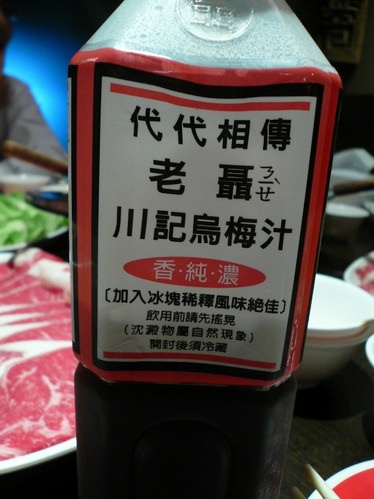 代代相傳
老聶ㄋㄧㄝˋ
川記烏梅汁
香·純·濃
〔加入冰塊稀釋風味絕佳〕
飲用前請先搖晃
(沈澱物屬自然現象)
開封後須冷藏